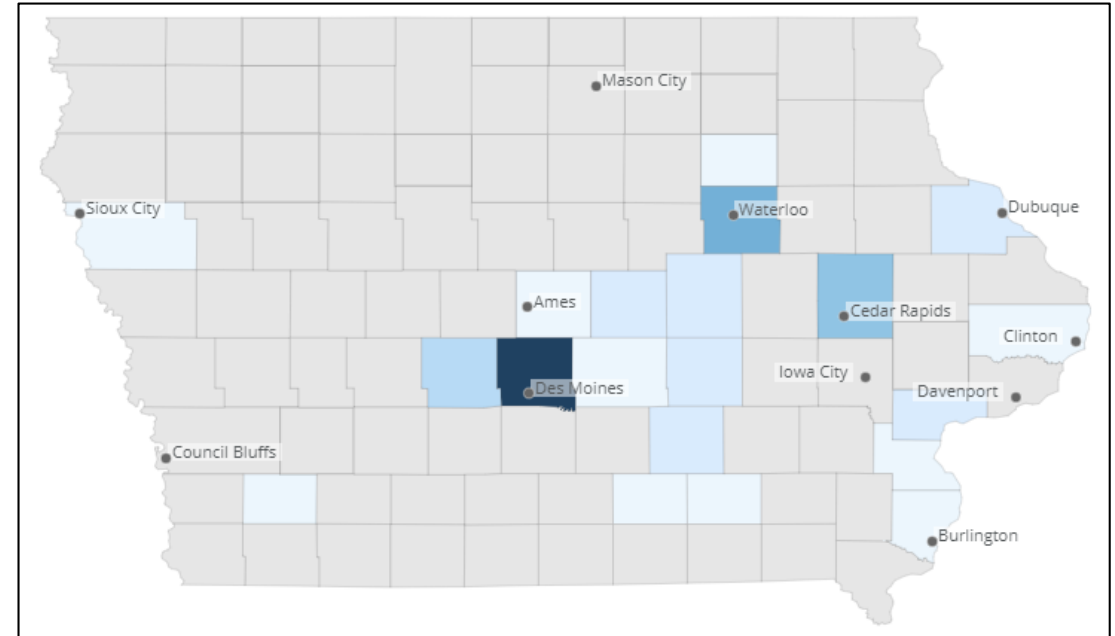 Mason City
Sioux City
Waterloo
Dubuque
Ames
Cedar Rapids
Clinton
Iowa City
Des Moines
Davenport
Council Bluffs
Burlington